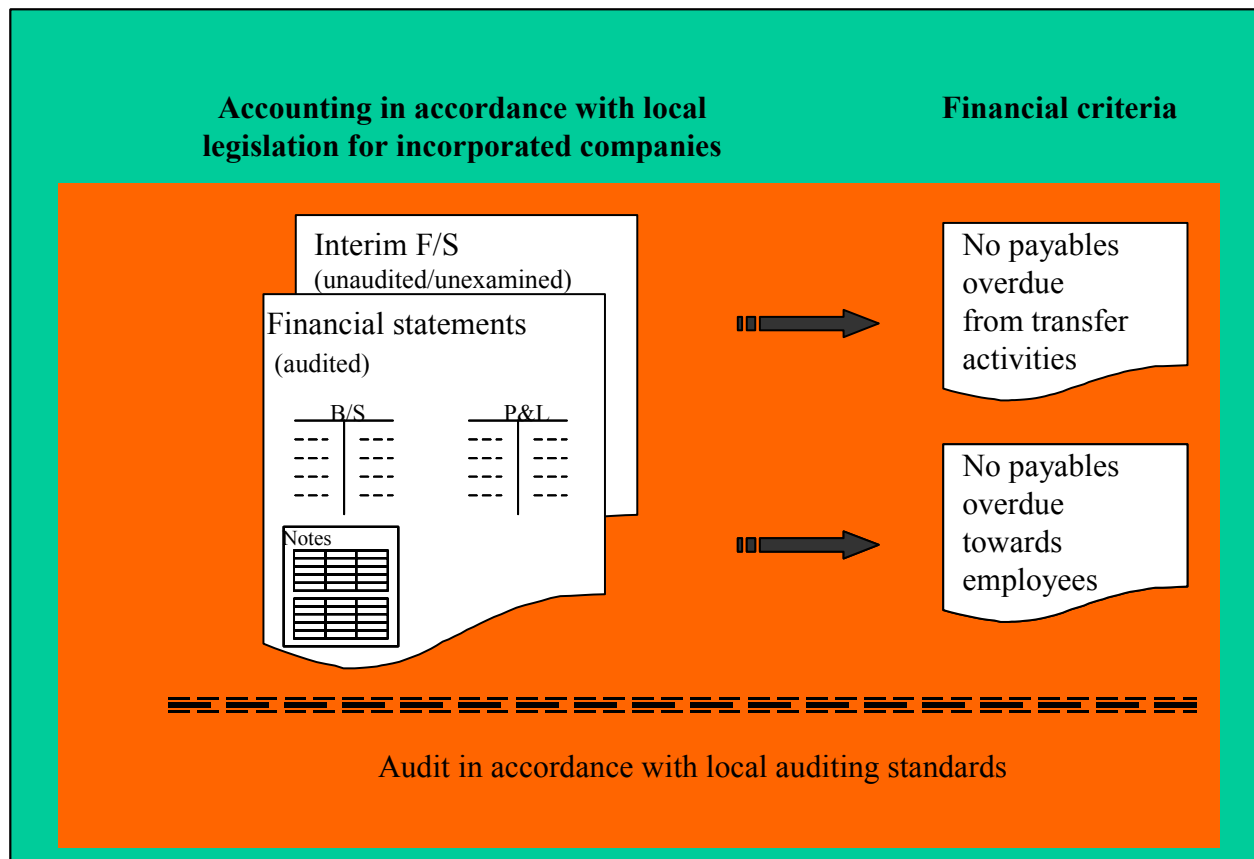 Accounting in accordance with local
legislation for incorporated companies
Financial criteria
Interim F/S
(unaudited/unexamined)
Financial statements
(audited)
B/S
P&L
Notes
No payables
overdue
from transfer
activities
No payables
overdue
towards
employees
Audit in accordance with local auditing standards